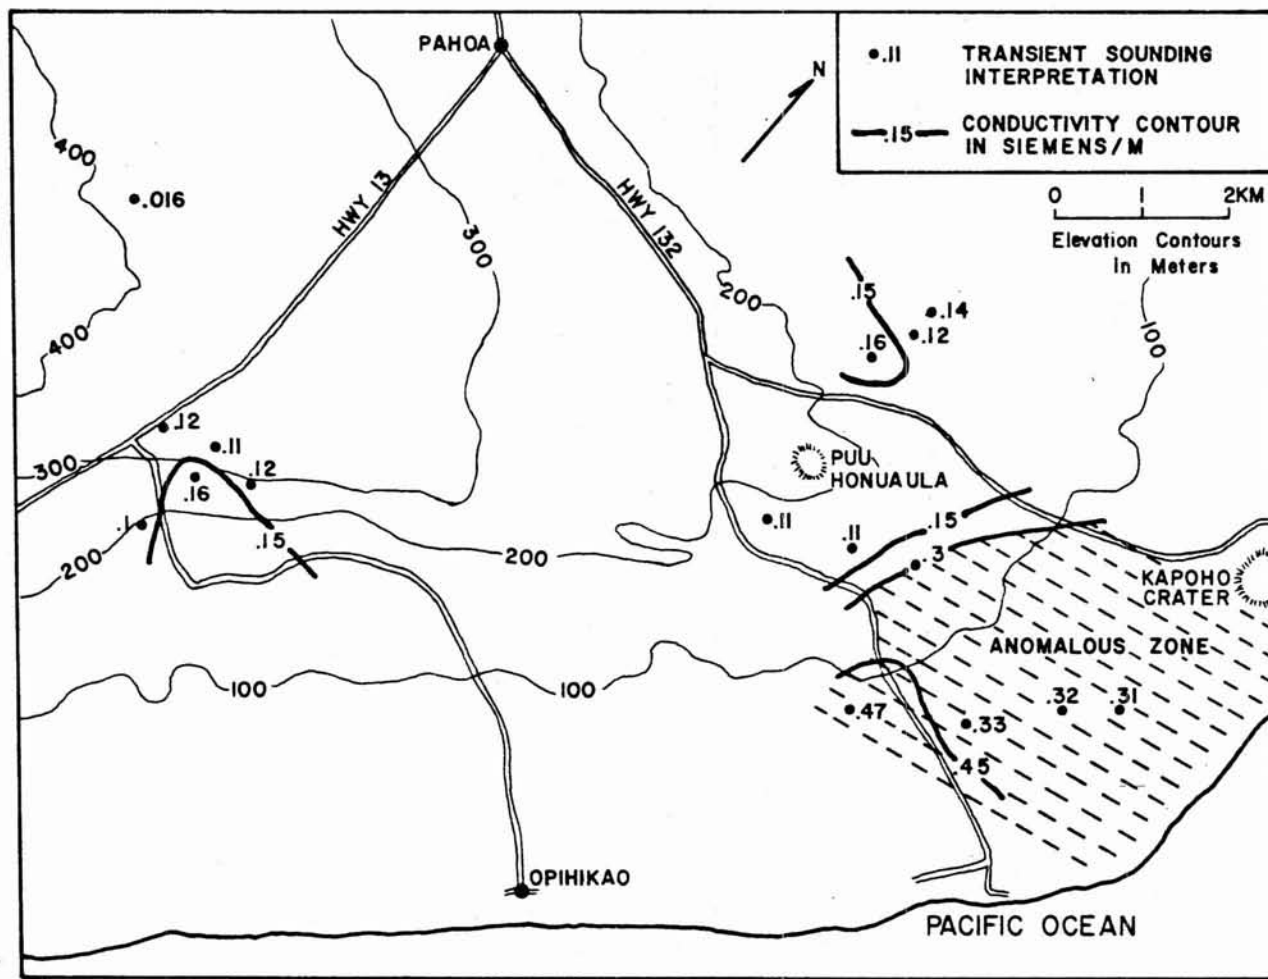 PAHOA
N
.11 TRANSIENT SOUNDING
INTERPRETATION
.15 CONDUCTIVITY CONTOUR
IN SIEMENS/M
0 1 2KM
Elevation Contours
In Meters
400
.016
HWY 13
HWY 132
300
200
.15
.14
.12
.16
100
400
.12
.11
.12
.16
300
PUU
HONUAULA
.1
.15
.11
.11
.15
.3
200
200
KAPOHO
CRATER
ANOMALOUS ZONE
100
100
.47
.33
.32
.31
.45
OPIHIKAO
PACIFIC OCEAN